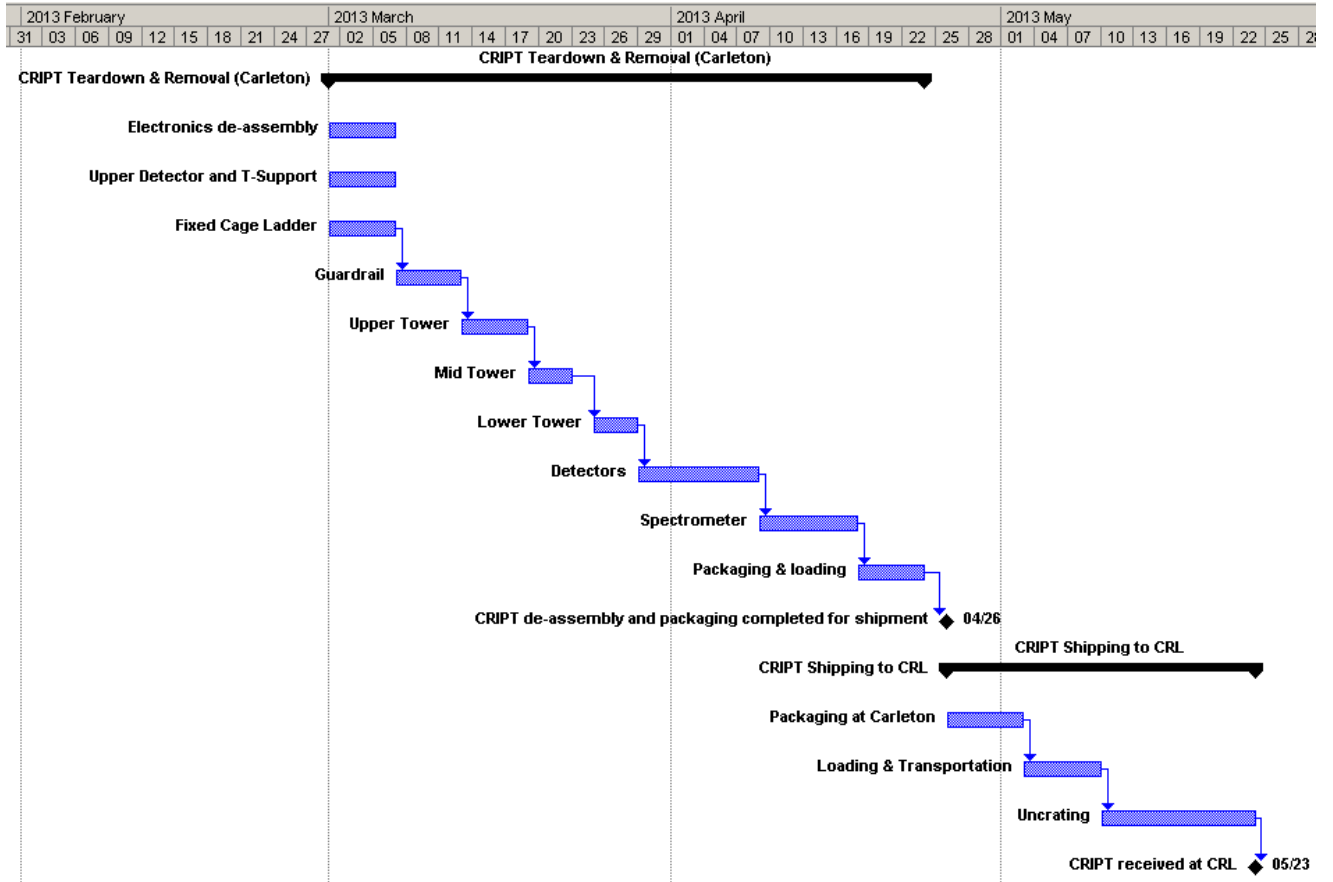 2013 February 2013 March 2013 April 2013 May
31 03 06 09 12 15 18 21 24 27 02 05 08 11 14 17 20 23 26 29 01 04 07 10 13 16 19 22 25 28 01 04 07 10 13 16 19 22 25
CRIPT Teardown & Removal (Carleton)
CRIPT Teardown & Removal (Carleton)
Electronics de-assembly
Upper Detector and T-Support
Fixed Cage Ladder
Guardrail
Upper Tower
Mid Tower
Lower Tower
Detectors
Spectrometer
Packaging & loading
CRIPT de-assembly and packaging completed for shipment 04/26
CRIPT Shipping to CRL
CRIPT Shipping to CRL
Packaging at Carleton
Loading & Transportation
Uncrating
CRIPT received at CRL 05/23